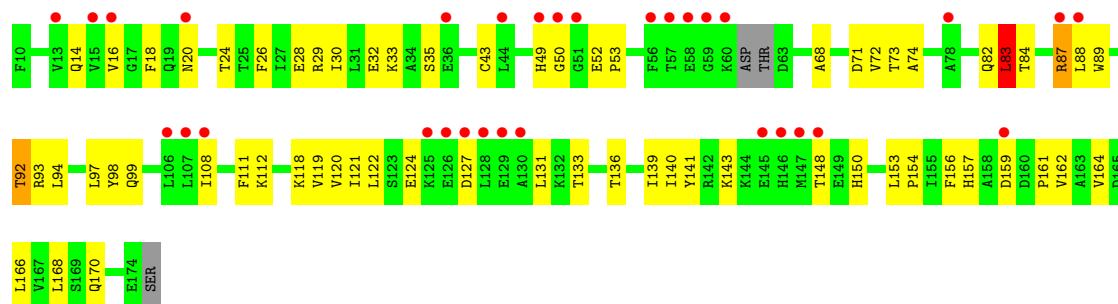 F10 V13 Q14 V15 V16 G17 F18 Q19 N20 T24 T25 F26 I27 E28 R29 I30 L31 E32 K33 A34 S35 E36 C43 L44 H49 G50 G51 E52 P53 F56 T57 E58 G59 K60 ASP THR D63 A68 D71 V72 T73 A74 A78 Q82 L83 T84 R87 L88 W89
T92 R93 L94 L97 Y98 Q99 L106 L107 I108 F111 K112 K118 V119 V120 I121 L122 S123 E124 K125 E126 D127 L128 E129 A130 L131 K132 T133 T136 I139 I140 Y141 R142 K143 K144 E145 H146 M147 T148 E149 H150 L153 P154 I155 F156 H157 A158 D159 D160 P161 V162 A163 V164 D165
L166 V167 L168 S169 Q170 E174 SER